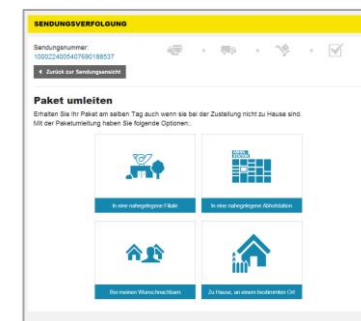 SENDUNGSVERFOLGUNG
Sendungsnummer:
1000224005407690188537
Zurück zur Sendungsansicht
Paket umleiten
Erhalten Sie Ihr Paket am selben Tag auch wenn sie bei der Zustellung nicht zu Hause sind.
Mit der Paketumleitung haben Sie folgende Optionen:.
In eine nahegelegene Filiale
In eine nahegelegene Abholstation
Bei meinen Wunschnachbarn
Zu Hause, an einem bestimmten Ort